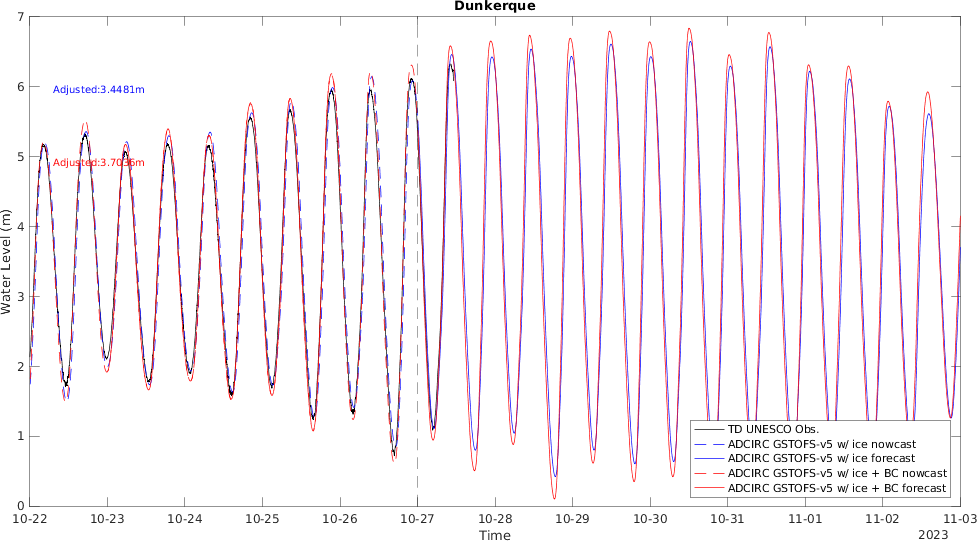 Dunkerque
7
6
5
4
3
2
1
0
Water Level (m)
Adjusted:3.4481m
Adjusted:3.7036m
TD UNESCO Obs.
ADCIRC GSTOFS-v5 w/ ice nowcast
ADCIRC GSTOFS-v5 w/ ice forecast
ADCIRC GSTOFS-v5 w/ ice + BC nowcast
ADCIRC GSTOFS-v5 w/ ice + BC forecast
10-22 10-23 10-24 10-25 10-26 10-27 10-28 10-29 10-30 10-31 11-01 11-02 11-03
Time
2023